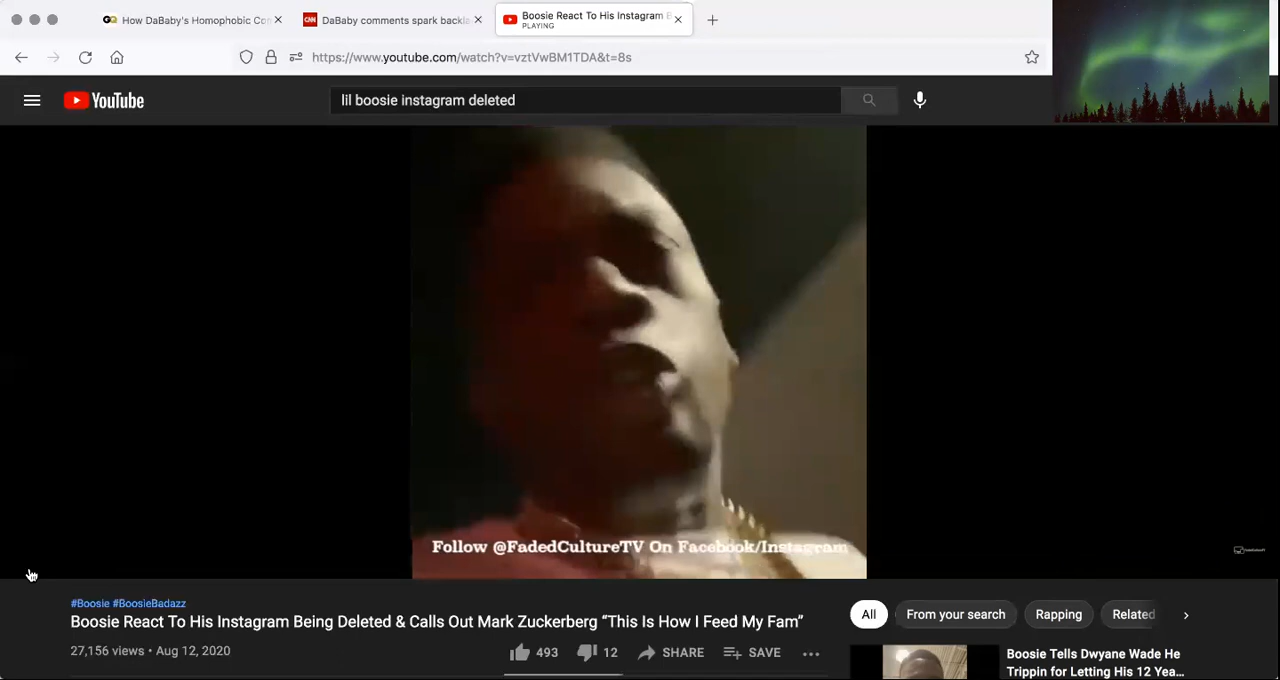 How DaBaby's Homophobic Con
DaBaby comments spark backla
Boosie React To His Instagram B
PLAYING
https://www.youtube.com/watch?v=vztVwBM1TDA&t=8s
YouTube
lil boosie instagram deleted
Follow @FadedCultureTV On Facebook/Instagram
#Boosie #BoosieBadazz
Boosie React To His Instagram Being Deleted & Calls Out Mark Zuckerberg “This Is How I Feed My Fam”
27,156 views • Aug 12, 2020
493
12
SHARE
SAVE
All
From your search
Rapping
Related
Boosie Tells Dwyane Wade He
Trippin for Letting His 12 Yea...